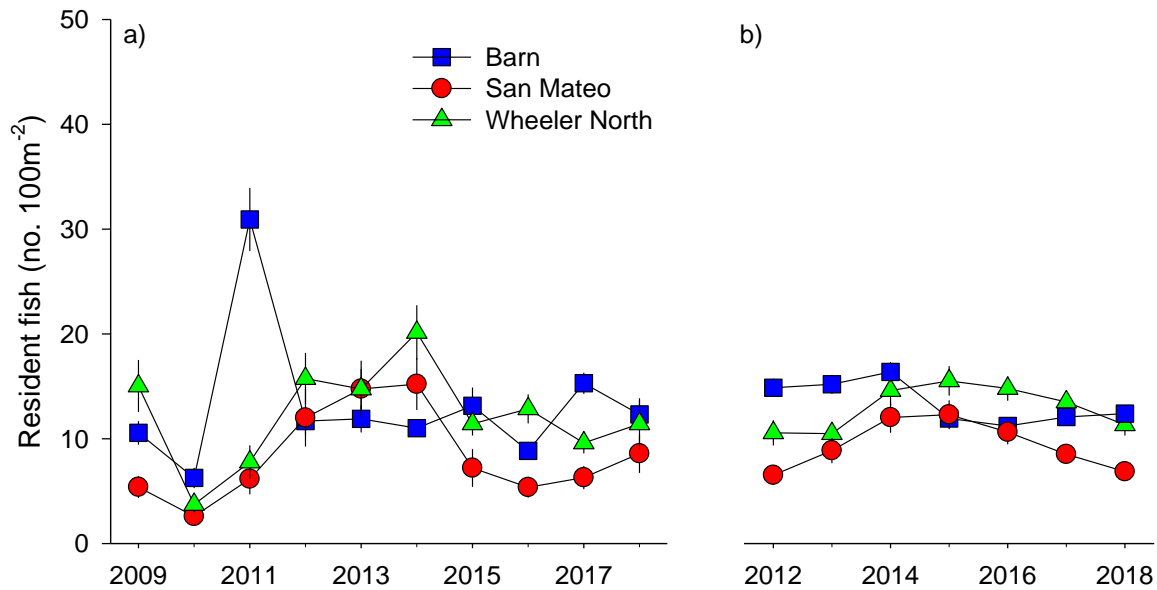 a)
b)
Barn
San Mateo
Wheeler North
Resident fish (no. 100m-2)
50
40
30
20
10
0
2009 2011 2013 2015 2017
2012 2014 2016 2018